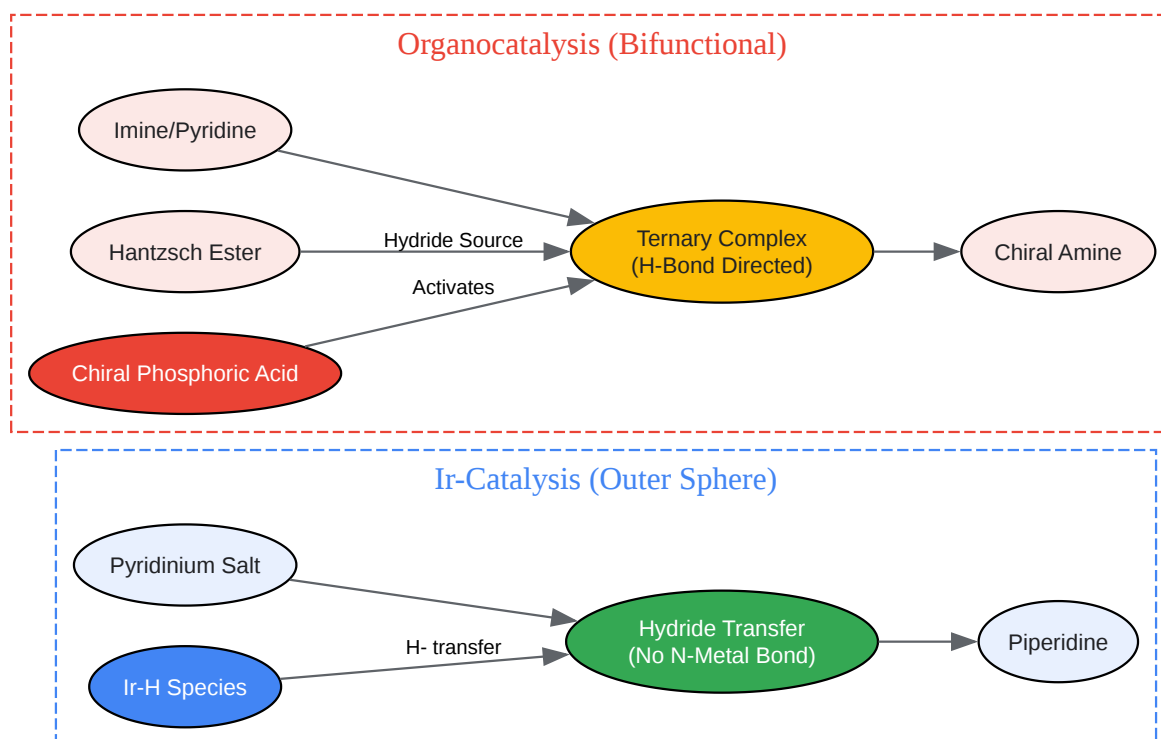 Organocatalysis (Bifunctional)
Imine/Pyridine
Hantzsch Ester
Hydride Source
Ternary Complex
(H-Bond Directed)
Chiral Amine
Activates
Chiral Phosphoric Acid
Ir-Catalysis (Outer Sphere)
Pyridinium Salt
Ir-H Species
H- transfer
Hydride Transfer
(No N-Metal Bond)
Piperidine